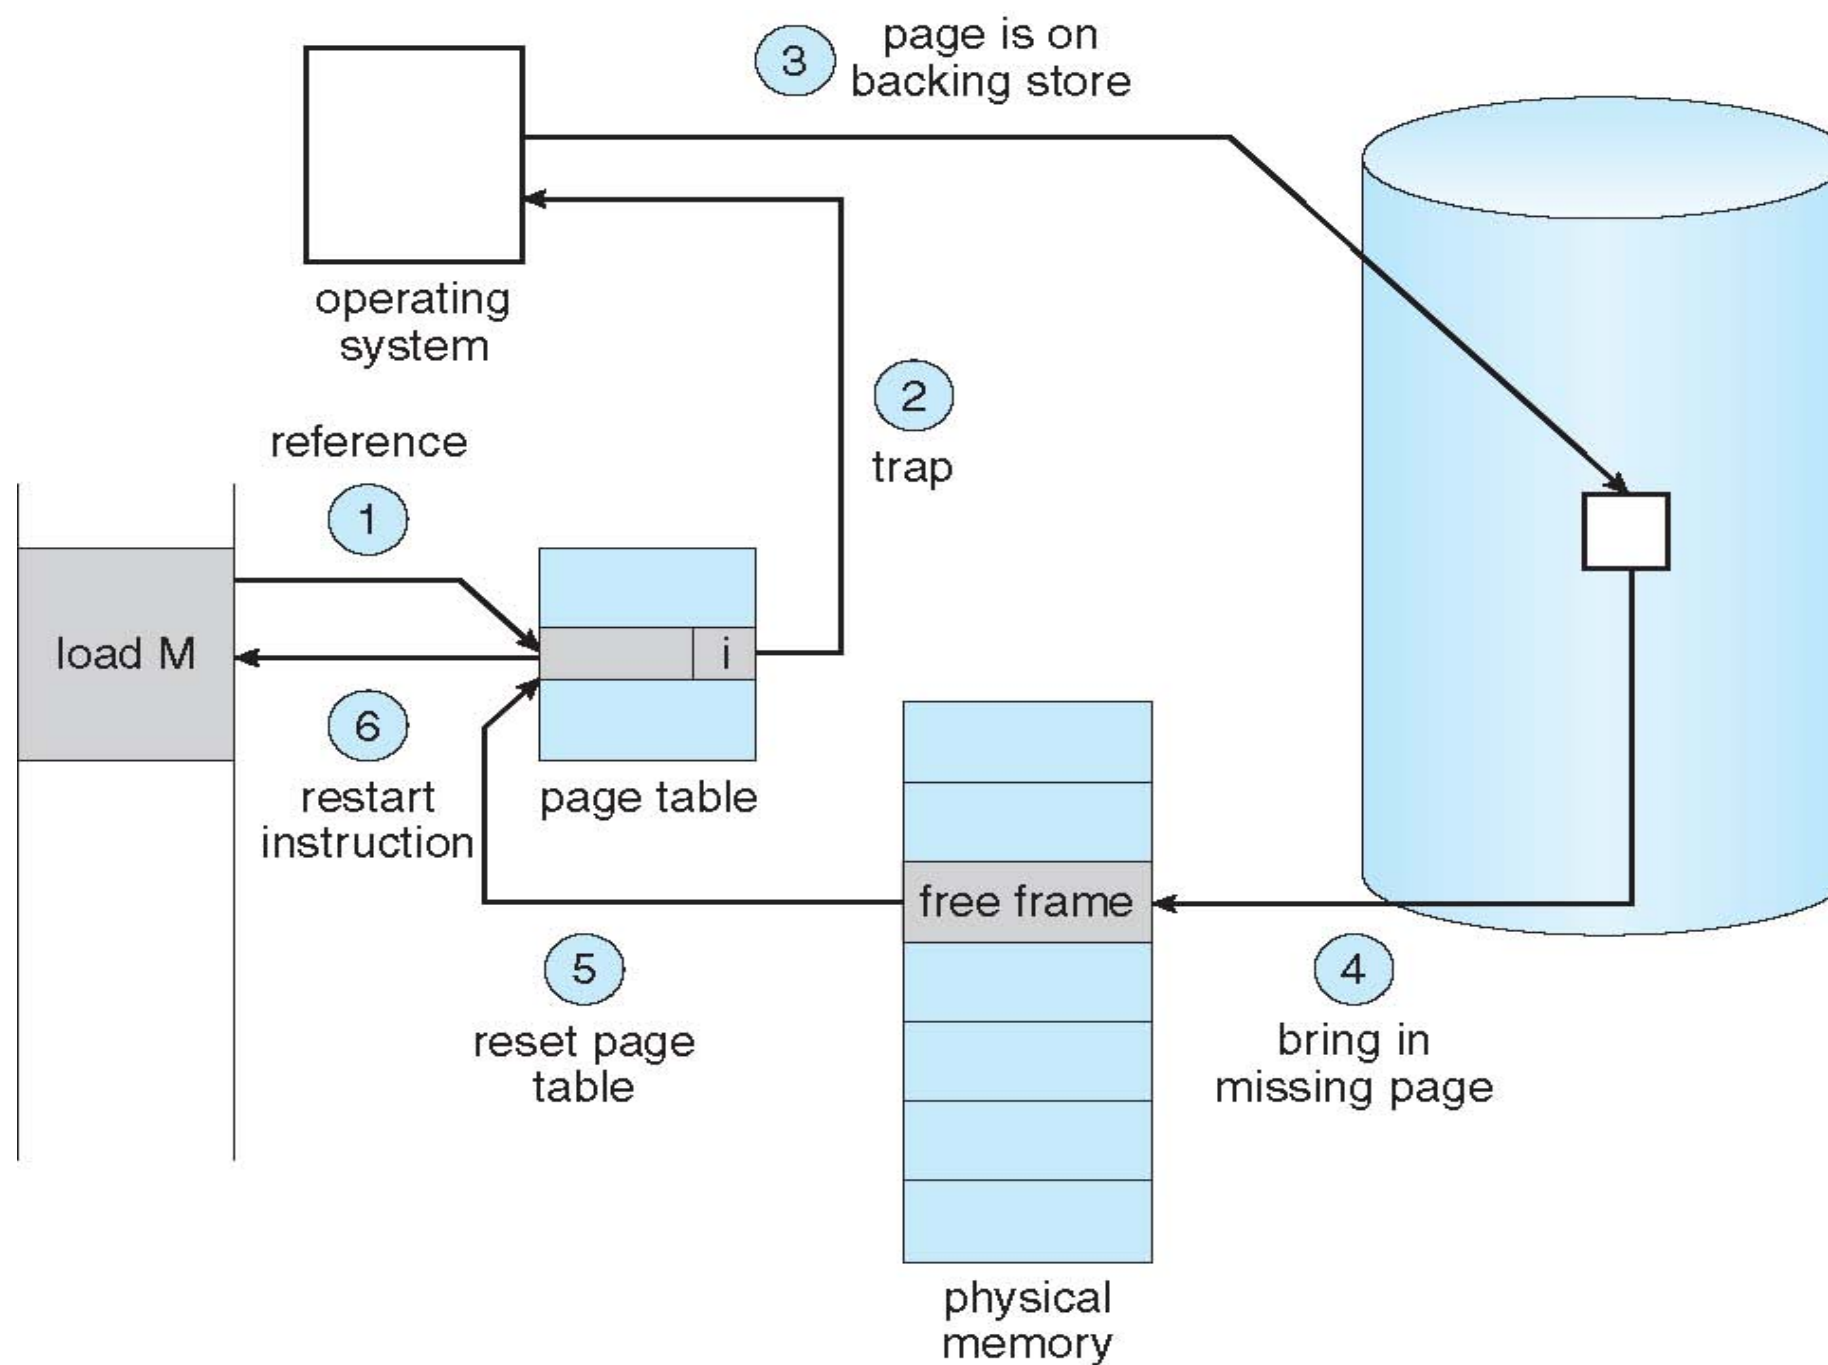 3
page is on
backing store
operating
system
2
trap
reference
1
load M
i
6
restart
instruction
page table
free frame
5
reset page
table
4
bring in
missing page
physical
memory